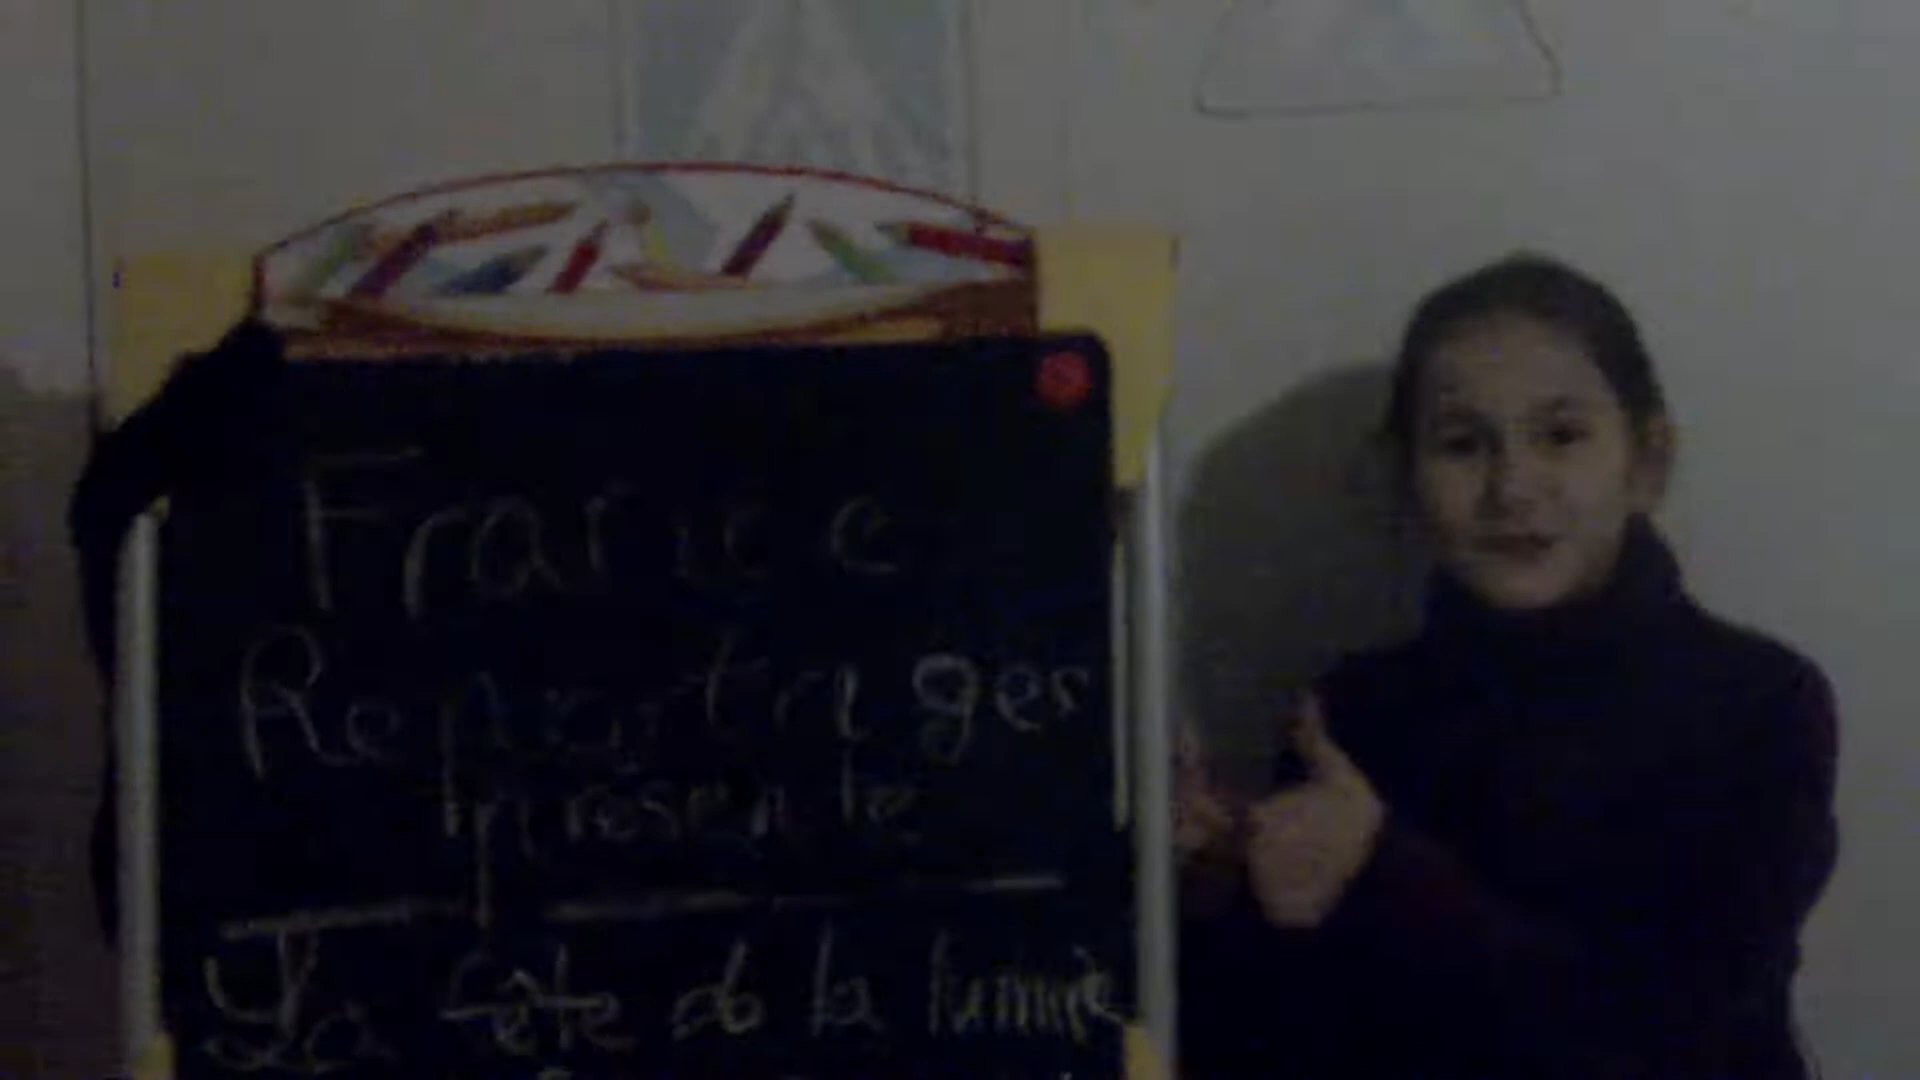 France
Reportages
présente
La fête de la lumière